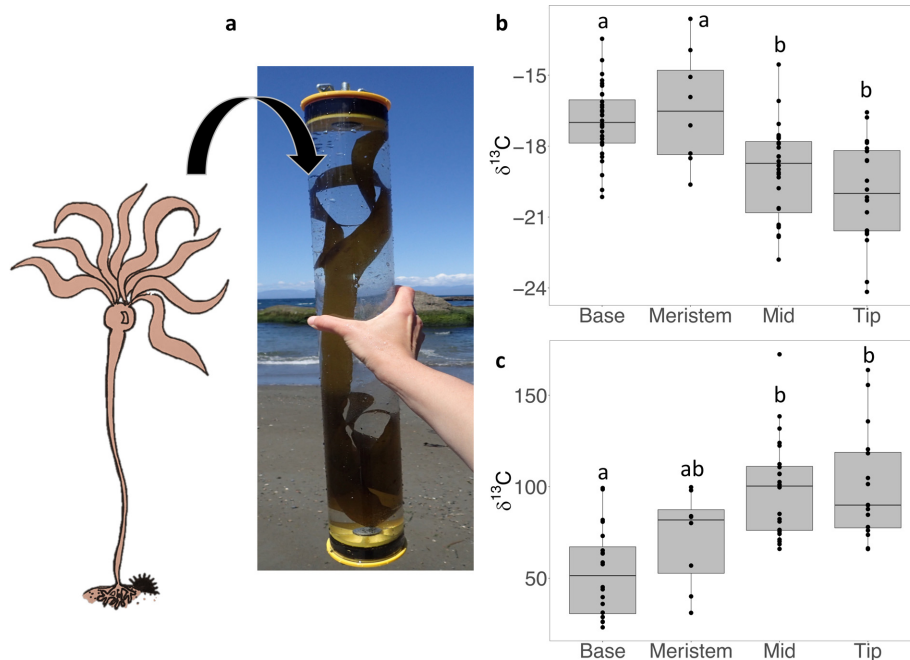 a
b
a
a
b
b
δ13C
−15
−18
−21
−24
Base Meristem Mid Tip
c
a
ab
b
b
δ13C
150
100
50
Base Meristem Mid Tip